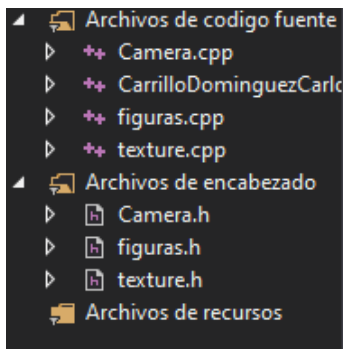 Archivos de codigo fuente
Camera.cpp
CarrilloDominguezCarlo
figuras.cpp
texture.cpp
Archivos de encabezado
Camera.h
figuras.h
texture.h
Archivos de recursos